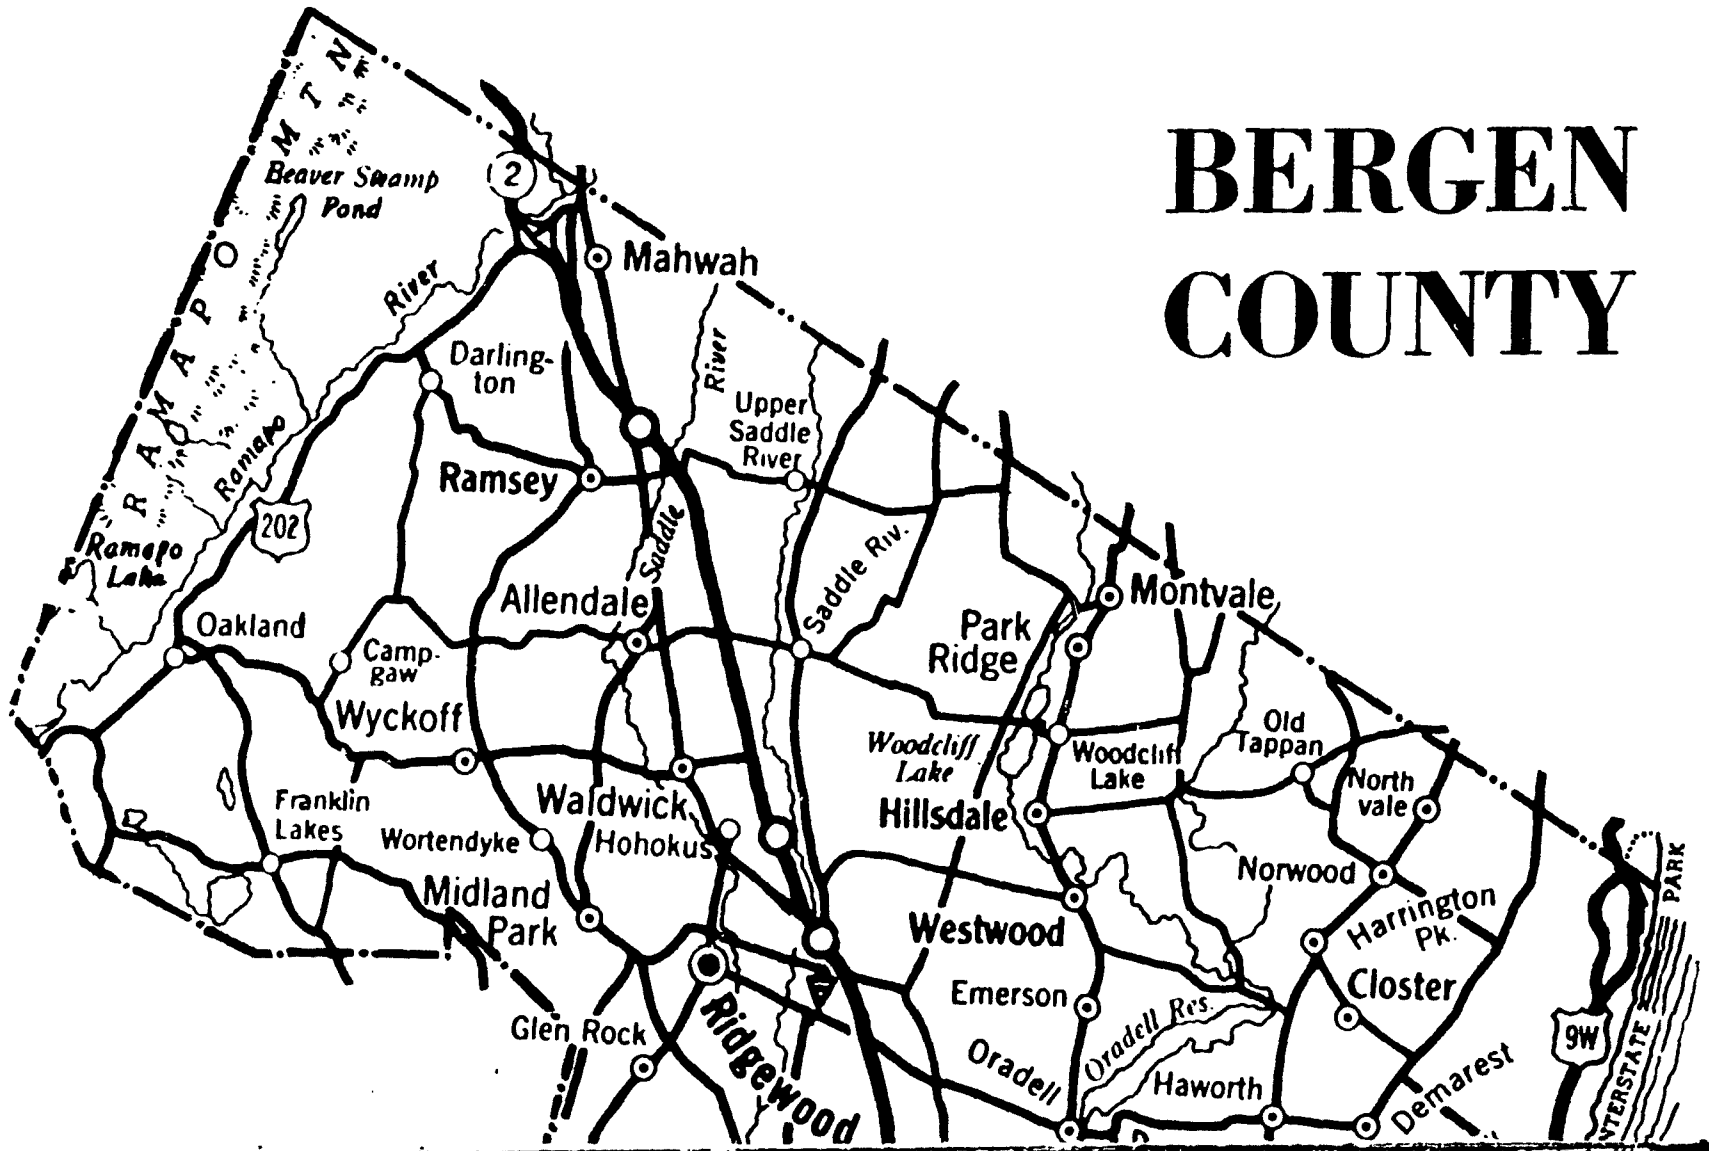 BERGEN
COUNTY
RAMAPO MTN
Beaver Swamp
Pond
2
Mahwah
River
Darling-
ton
River
Upper
Saddle
River
Ramapo
Ramsey
202
Saddle
Saddle Riv.
Ramapo
Lake
Allendale
Montvale
Oakland
Park
Ridge
Camp-
gaw
Wyckoff
Old
Tappan
Woodcliff
Lake
Woodcliff
Lake
North
vale
Franklin
Lakes
Waldwick
Hillsdale
Wortendyke
Hohokus
Norwood
PARK
Midland
Park
Westwood
Harrington
Pk.
Emerson
Closter
Glen Rock
Ridgewood
Oradell Res.
9W
Oradell
Haworth
Demarest